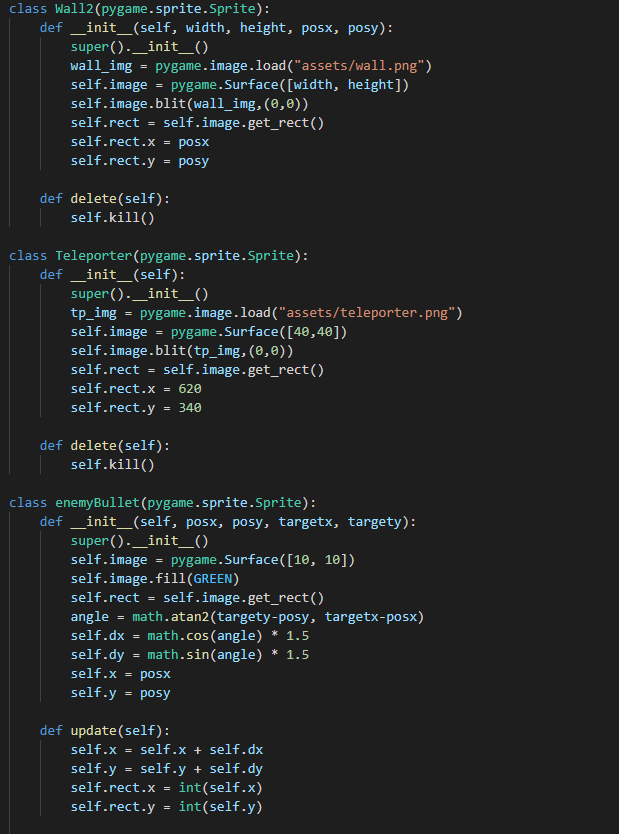 class Wall2(pygame.sprite.Sprite):
    def __init__(self, width, height, posx, posy):
        super().__init__()
        wall_img = pygame.image.load("assets/wall.png")
        self.image = pygame.Surface([width, height])
        self.image.blit(wall_img,(0,0))
        self.rect = self.image.get_rect()
        self.rect.x = posx
        self.rect.y = posy

    def delete(self):
        self.kill()

class Teleporter(pygame.sprite.Sprite):
    def __init__(self):
        super().__init__()
        tp_img = pygame.image.load("assets/teleporter.png")
        self.image = pygame.Surface([40,40])
        self.image.blit(tp_img,(0,0))
        self.rect = self.image.get_rect()
        self.rect.x = 620
        self.rect.y = 340

    def delete(self):
        self.kill()

class enemyBullet(pygame.sprite.Sprite):
    def __init__(self, posx, posy, targetx, targety):
        super().__init__()
        self.image = pygame.Surface([10, 10])
        self.image.fill(GREEN)
        self.rect = self.image.get_rect()
        angle = math.atan2(targety-posy, targetx-posx)
        self.dx = math.cos(angle) * 1.5
        self.dy = math.sin(angle) * 1.5
        self.x = posx
        self.y = posy

    def update(self):
        self.x = self.x + self.dx
        self.y = self.y + self.dy
        self.rect.x = int(self.x)
        self.rect.y = int(self.y)